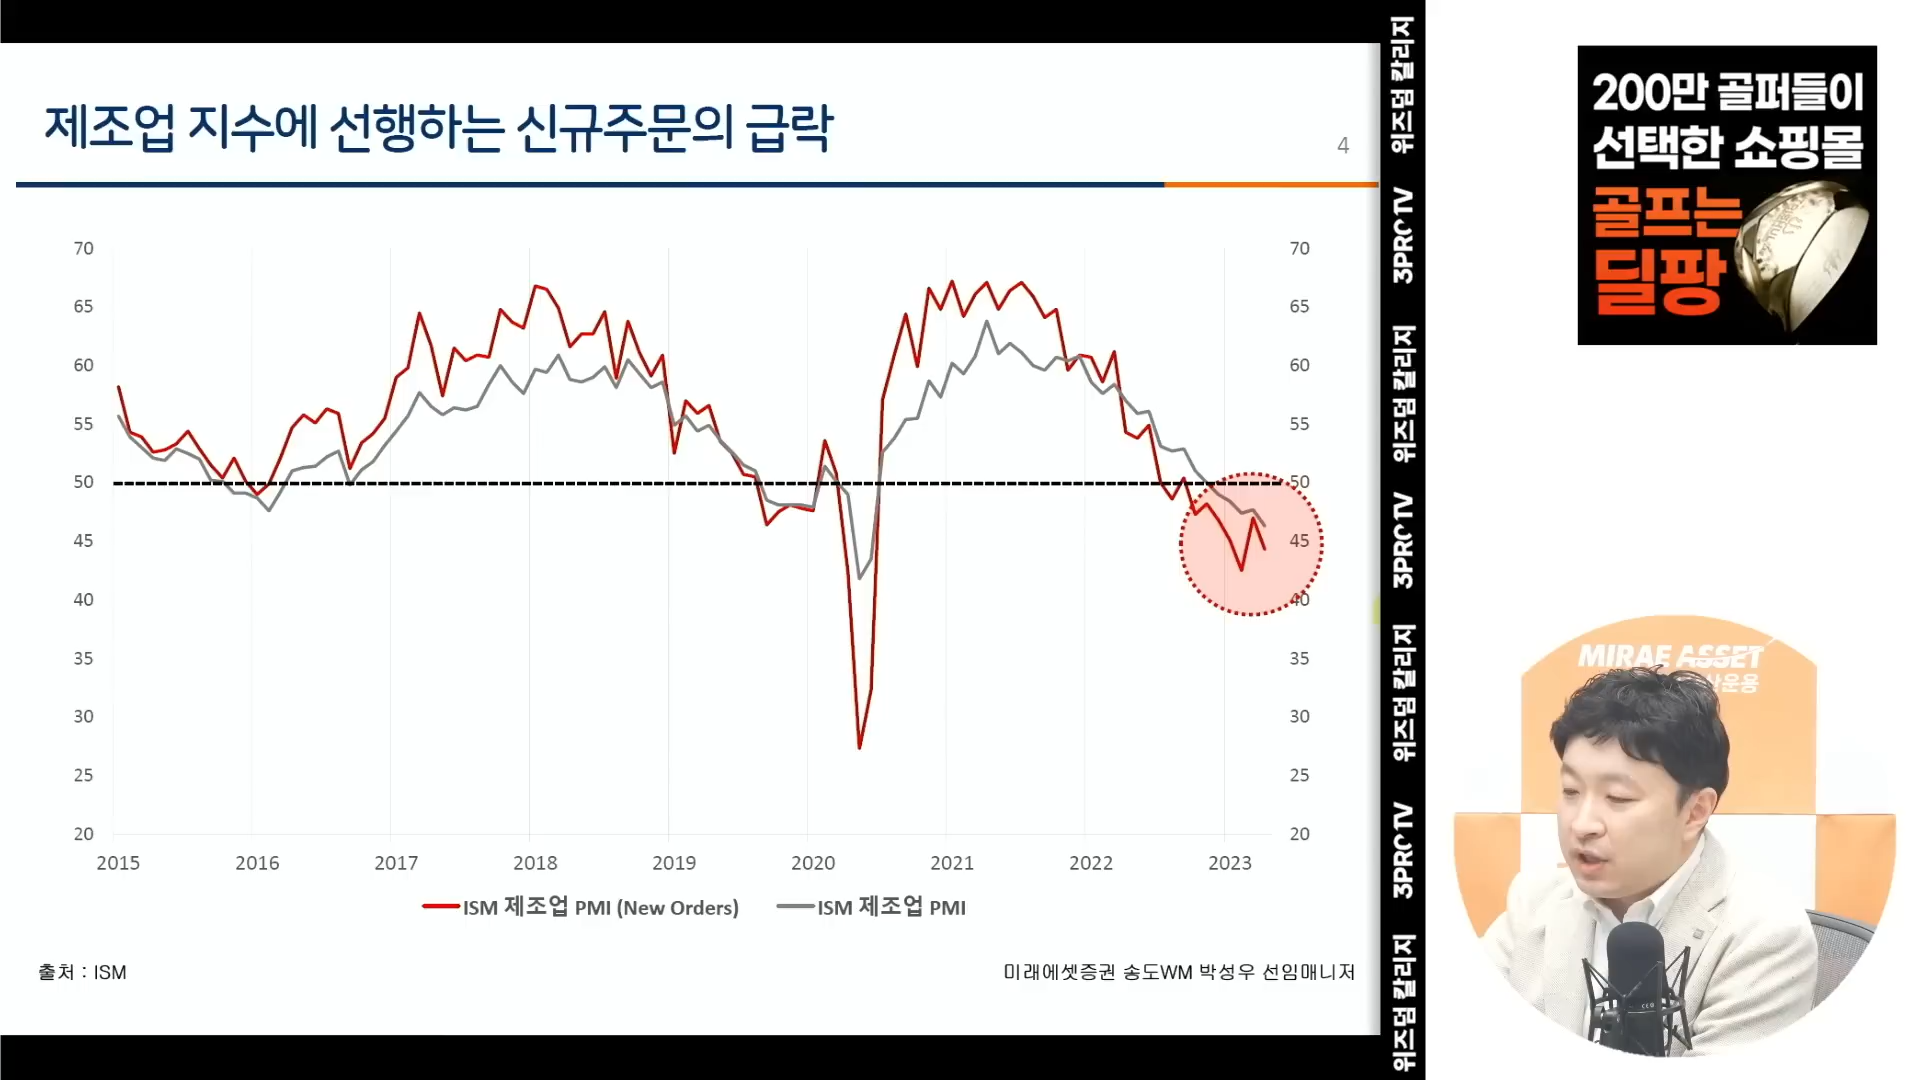 제조업 지수에 선행하는 신규주문의 급락
4
70
65
60
55
50
45
40
35
30
25
20
70
65
60
55
50
45
40
35
30
25
20
2015 2016 2017 2018 2019 2020 2021 2022 2023
ISM 제조업 PMI (New Orders) ISM 제조업 PMI
출처 : ISM
미래에셋증권 송도WM 박성우 선임매니저
위즈덤 칼리지
3PROTV
위즈덤 칼리지
3PROTV
위즈덤 칼리지
3PROTV
위즈덤 칼리지
200만 골퍼들이
선택한 쇼핑몰
골프는
딜팡
MIRAE ASSET
산운용